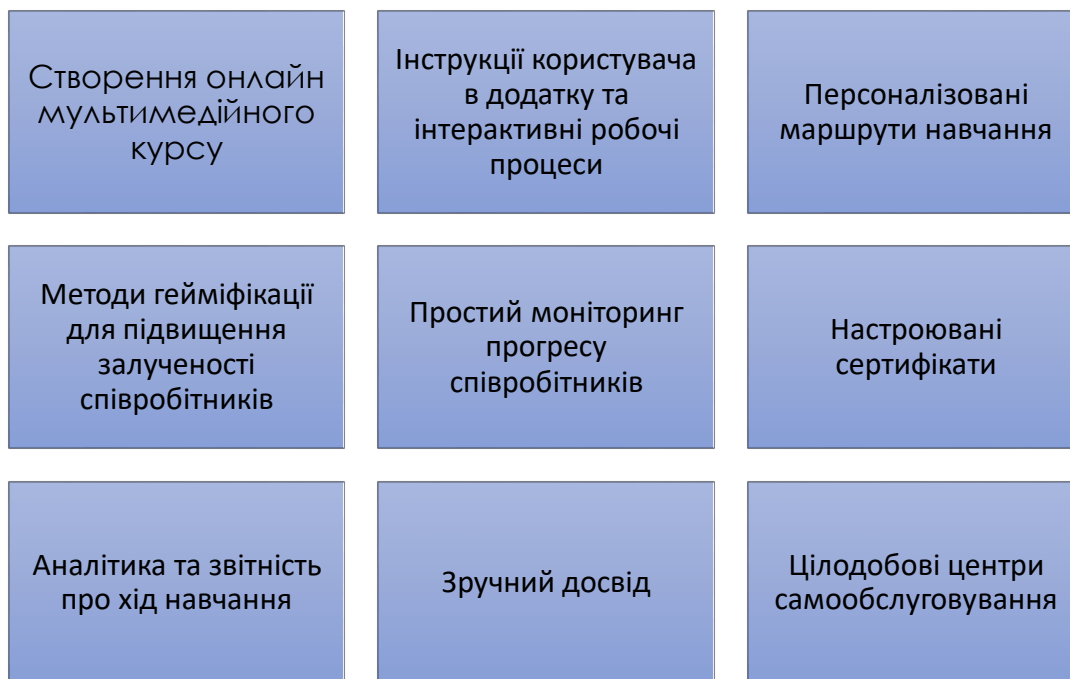 Створення онлайн
мультимедійного
курсу
Інструкції користувача
в додатку та
інтерактивні робочі
процеси
Персоналізовані
маршрути навчання
Методи гейміфікації
для підвищення
залученості
співробітників
Простий моніторинг
прогресу
співробітників
Настроювані
сертифікати
Аналітика та звітність
про хід навчання
Зручний досвід
Цілодобові центри
самообслуговування